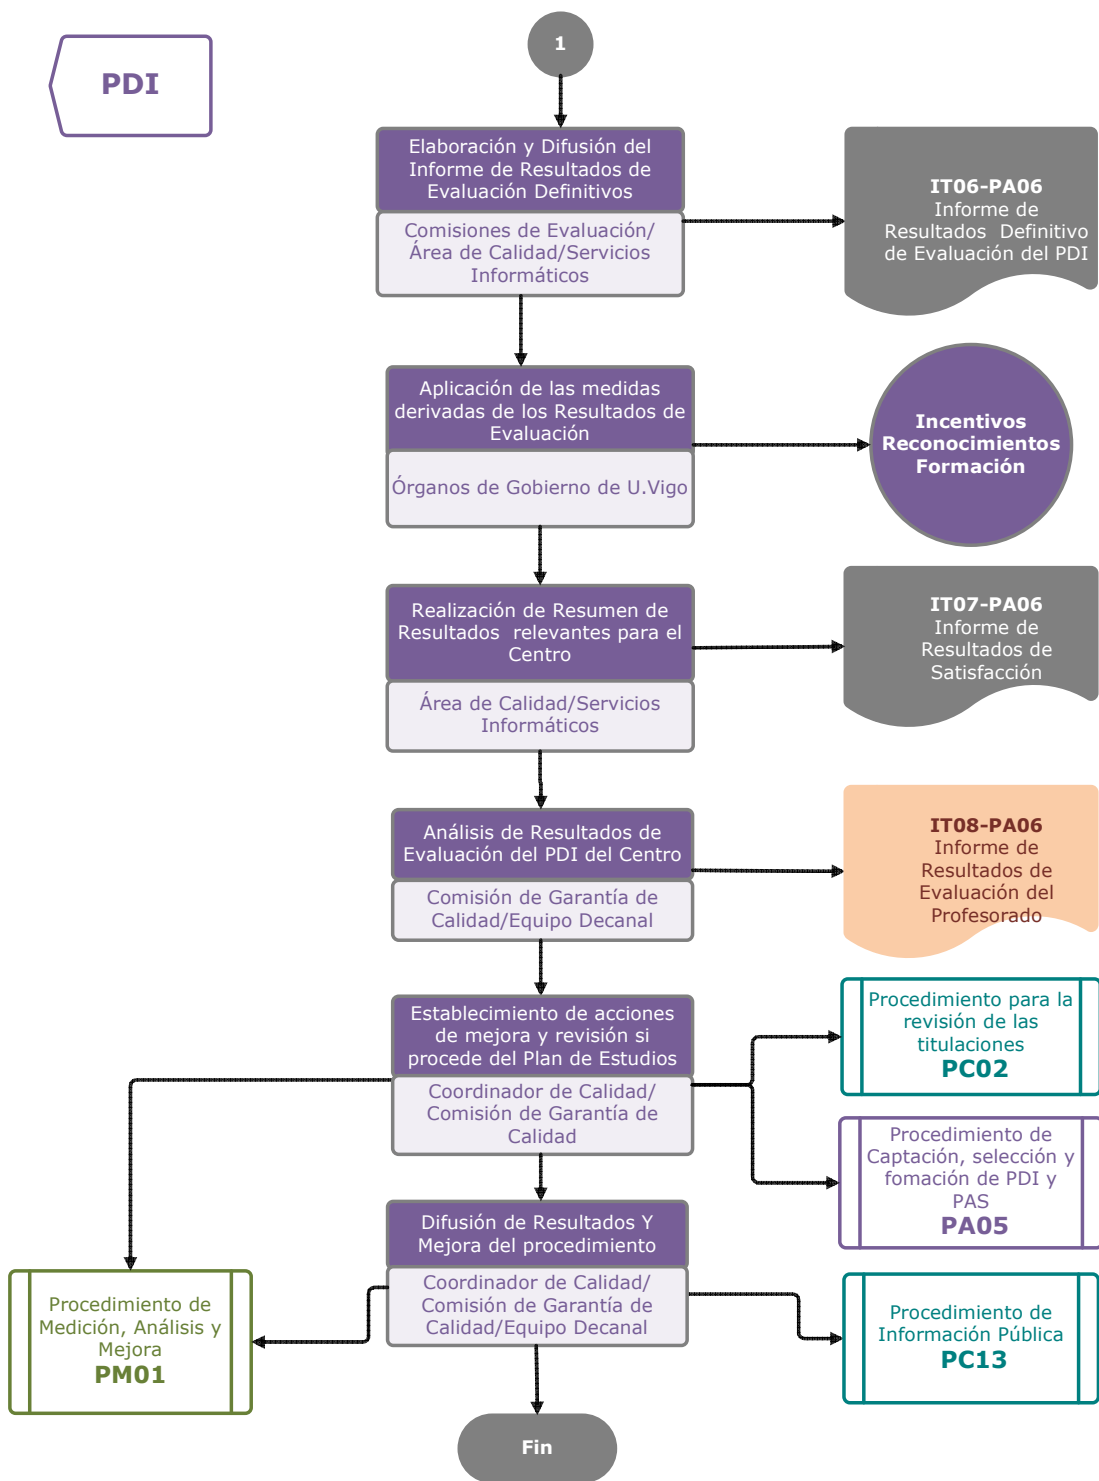 PDI
1
Elaboración y Difusión del
Informe de Resultados de
Evaluación Definitivos
Comisiones de Evaluación/
Área de Calidad/Servicios
Informáticos
IT06-PA06
Informe de
Resultados Definitivo
de Evaluación del PDI
Aplicación de las medidas
derivadas de los Resultados de
Evaluación
Órganos de Gobierno de U.Vigo
Incentivos
Reconocimientos
Formación
Realización de Resumen de
Resultados relevantes para el
Centro
Área de Calidad/Servicios
Informáticos
IT07-PA06
Informe de
Resultados de
Satisfacción
Análisis de Resultados de
Evaluación del PDI del Centro
Comisión de Garantía de
Calidad/Equipo Decanal
IT08-PA06
Informe de
Resultados de
Evaluación del
Profesorado
Establecimiento de acciones
de mejora y revisión si
procede del Plan de Estudios
Coordinador de Calidad/
Comisión de Garantía de
Calidad
Procedimiento para la
revisión de las
titulaciones
PC02
Procedimiento de
Captación, selección y
fomación de PDI y
PAS
PA05
Difusión de Resultados Y
Mejora del procedimiento
Coordinador de Calidad/
Comisión de Garantía de
Calidad/Equipo Decanal
Procedimiento de
Medición, Análisis y
Mejora
PM01
Procedimiento de
Información Pública
PC13
Fin